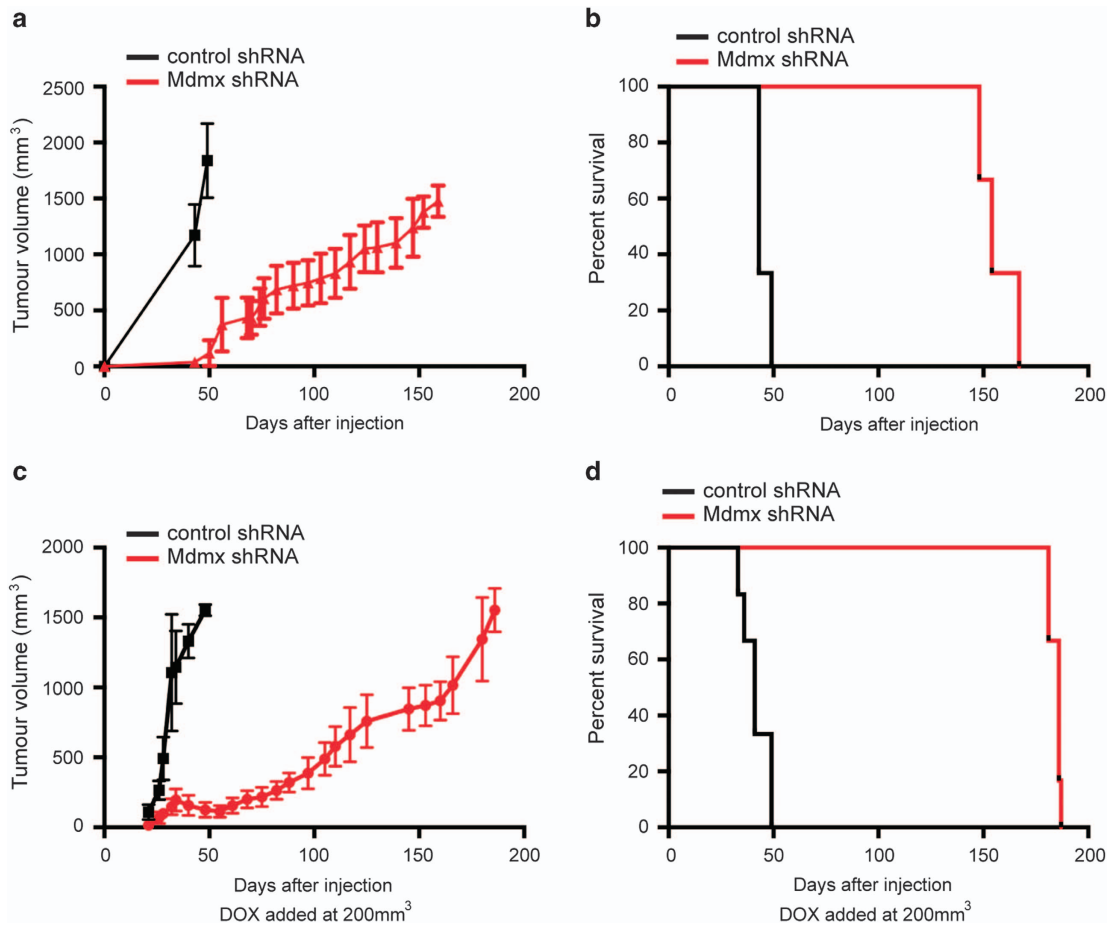 a
control shRNA
Mdmx shRNA
2500
2000
1500
1000
500
0
Tumour volume (mm³)
0 50 100 150 200
Days after injection
b
control shRNA
Mdmx shRNA
100
80
60
40
20
0
Percent survival
0 50 100 150 200
Days after injection
c
control shRNA
Mdmx shRNA
2000
1500
1000
500
0
Tumour volume (mm³)
0 50 100 150 200
Days after injection
DOX added at 200mm³
d
control shRNA
Mdmx shRNA
100
80
60
40
20
0
Percent survival
0 50 100 150 200
Days after injection
DOX added at 200mm³